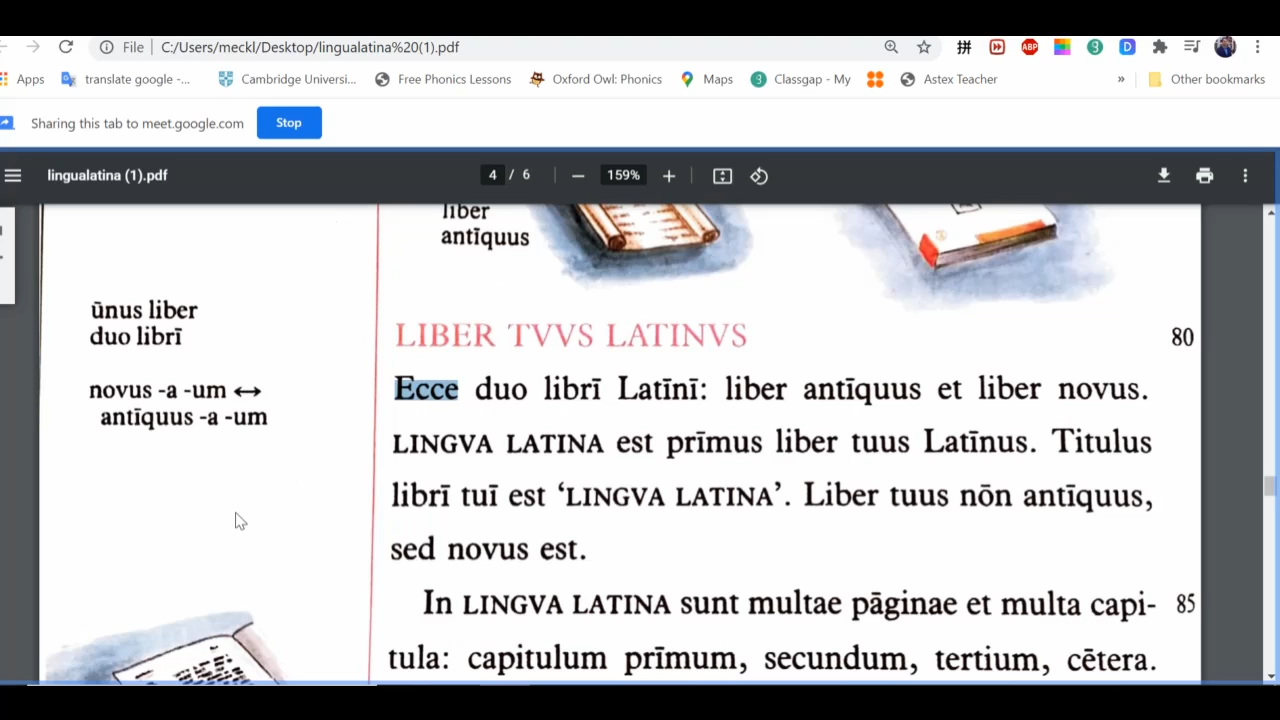 File | C:/Users/meckl/Desktop/lingualatina%20(1).pdf
Apps translate google -... Cambridge Universi... Free Phonics Lessons Oxford Owl: Phonics Maps Classgap - My Astex Teacher » Other bookmarks
Sharing this tab to meet.google.com Stop
lingualatina (1).pdf 4 / 6 — 159% +
liber
antīquus
ūnus liber
duo librī
novus -a -um ↔
antīquus -a -um
LIBER TVVS LATINVS 80
Ecce duo librī Latīnī: liber antīquus et liber novus.
LINGVA LATINA est prīmus liber tuus Latīnus. Titulus
librī tuī est ‘LINGVA LATINA’. Liber tuus nōn antīquus,
sed novus est.
In LINGVA LATINA sunt multae pāginae et multa capi- 85
tula: capitulum prīmum, secundum, tertium, cētera.